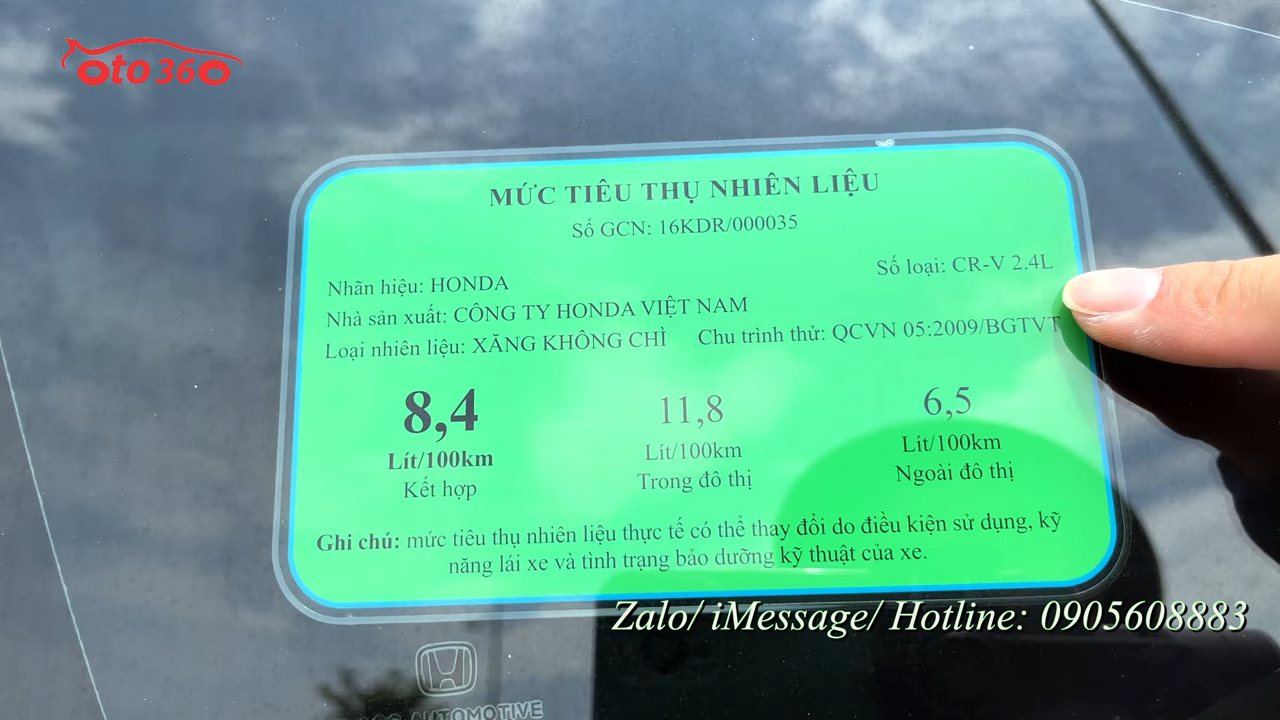 oto 360
MỨC TIÊU THỤ NHIÊN LIỆU
Số GCN: 16KDR/000035
Nhãn hiệu: HONDA Số loại: CR-V 2.4L
Nhà sản xuất: CÔNG TY HONDA VIỆT NAM
Loại nhiên liệu: XĂNG KHÔNG CHÌ Chu trình thử: QCVN 05:2009/BGTVT
8,4 11,8 6,5
Lít/100km Lít/100km Lít/100km
Kết hợp Trong đô thị Ngoài đô thị
Ghi chú: mức tiêu thụ nhiên liệu thực tế có thể thay đổi do điều kiện sử dụng, kỹ
năng lái xe và tình trạng bảo dưỡng kỹ thuật của xe.
Zalo/ iMessage/ Hotline: 0905608883
AUTOMOTIVE